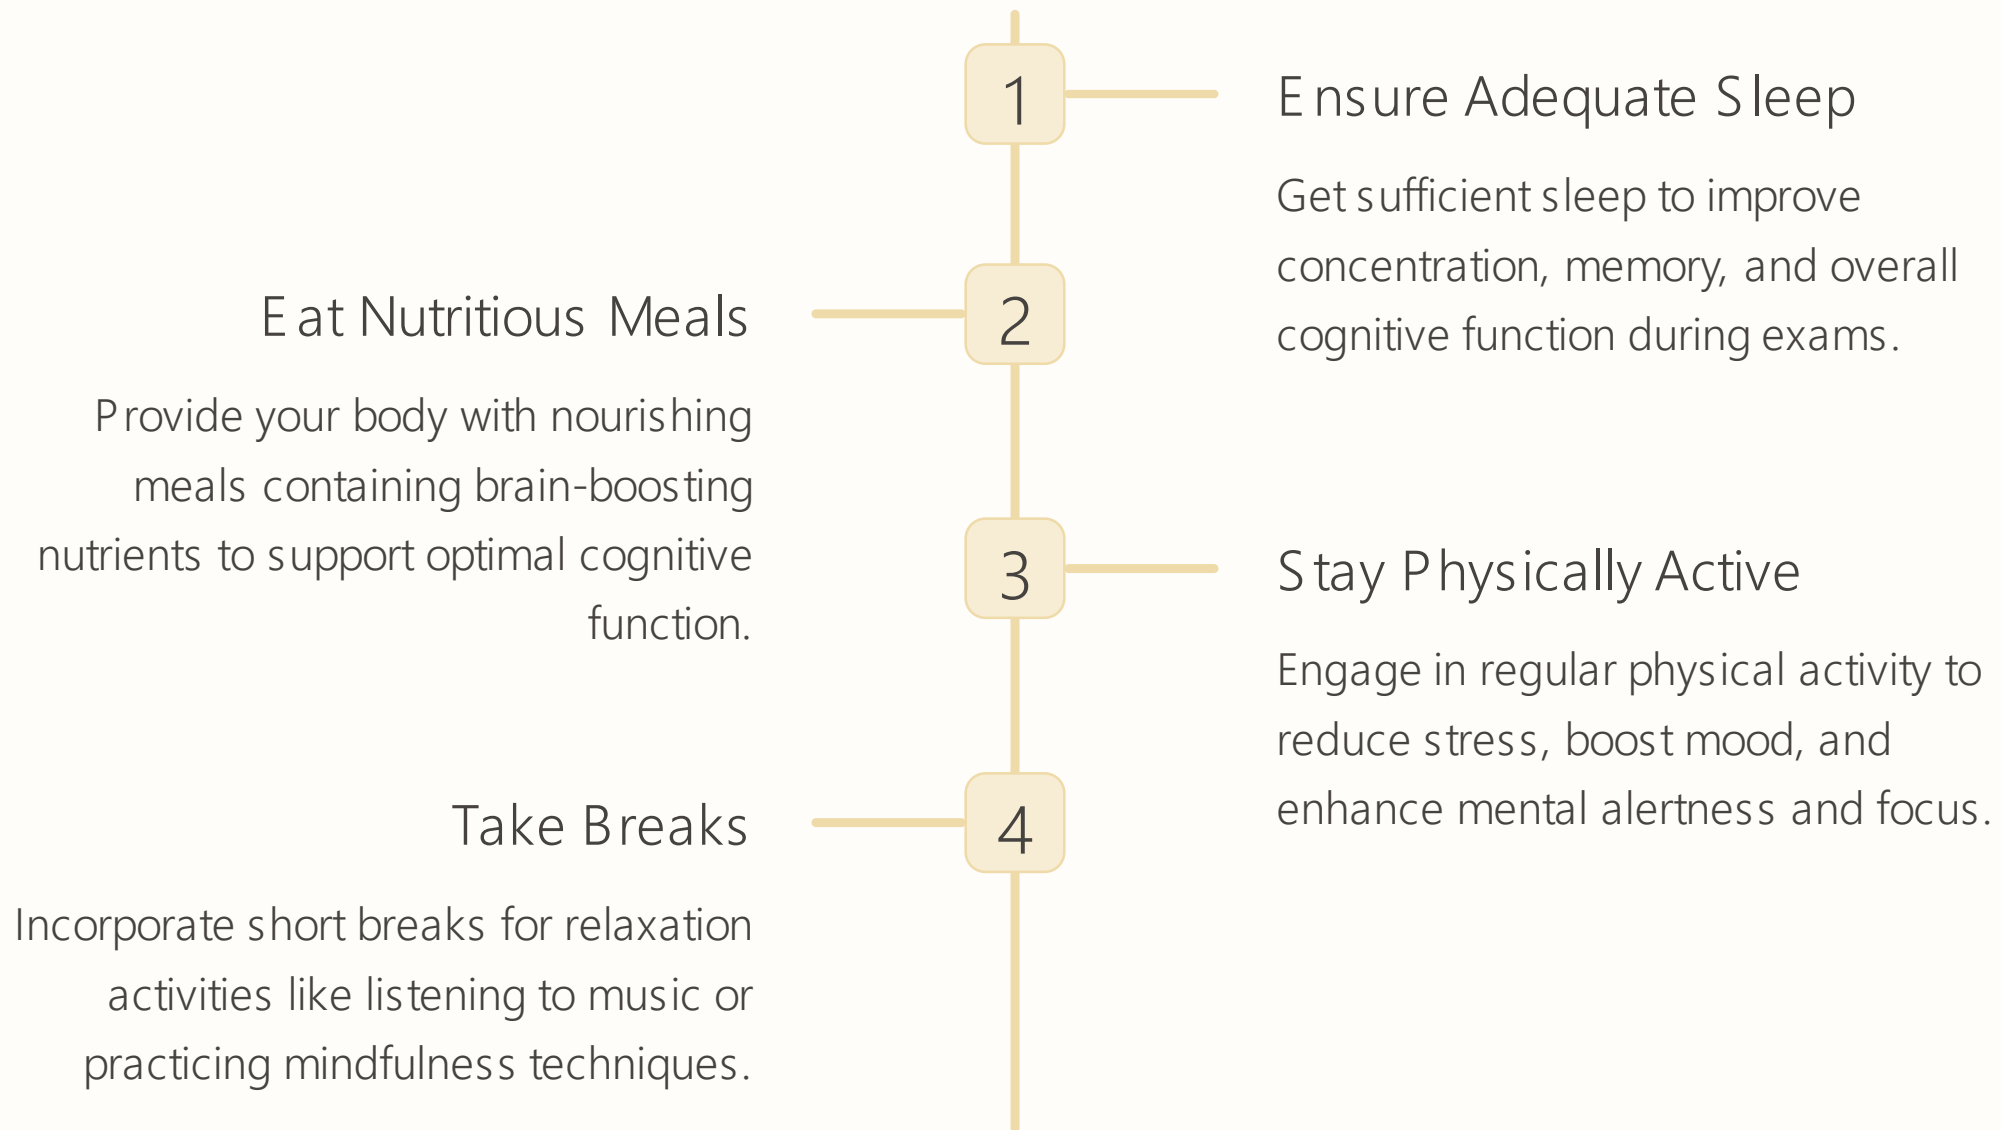 1
Ensure Adequate Sleep
Get sufficient sleep to improve
concentration, memory, and overall
cognitive function during exams.
2
Eat Nutritious Meals
Provide your body with nourishing
meals containing brain-boosting
nutrients to support optimal cognitive
function.
3
Stay Physically Active
Engage in regular physical activity to
reduce stress, boost mood, and
enhance mental alertness and focus.
4
Take Breaks
Incorporate short breaks for relaxation
activities like listening to music or
practicing mindfulness techniques.